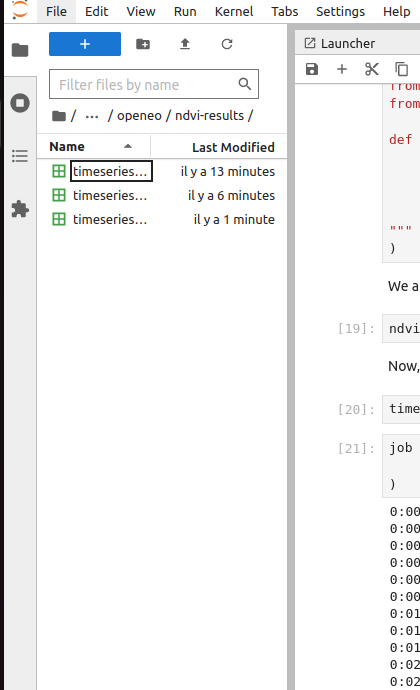 File Edit View Run Kernel Tabs Settings Help
+
Filter files by name
/ ... / openeo / ndvi-results /
Name Last Modified
timeseries... il y a 13 minutes
timeseries... il y a 6 minutes
timeseries... il y a 1 minute
Launcher
from
from
def
"""
)
We a
[19]: ndvi
Now,
[20]: time
[21]: job
)
0:00
0:00
0:00
0:00
0:00
0:00
0:01
0:01
0:01
0:02
0:02